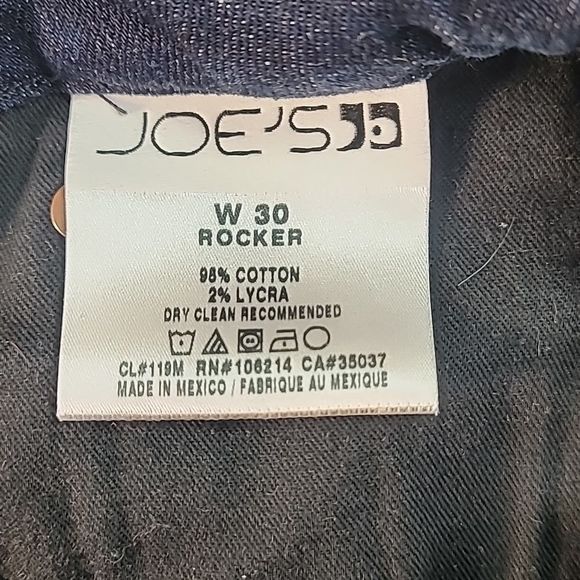 JOE'S
W 30
ROCKER
98% COTTON
2% LYCRA
DRY CLEAN RECOMMENDED
CL#119M RN#106214 CA#35037
MADE IN MEXICO / FABRIQUE AU MEXIQUE